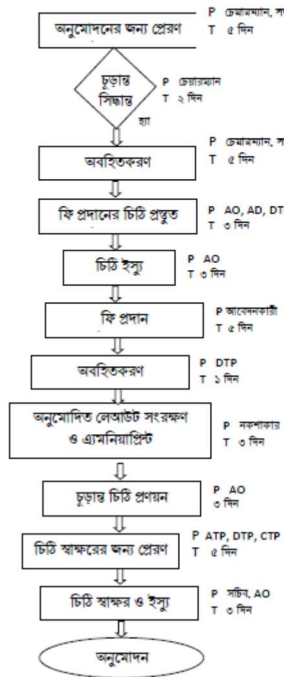 P চেয়ারম্যান,
অনুমোদনের জন্য প্রেরণ
T ৫ দিন
চূড়ান্ত
সিদ্ধান্ত
P চেয়ারম্যান
T ২ দিন
হ্যা
P চেয়ারম্যান,
অবহিতকরণ
T ৫ দিন
ফি প্রদানের চিঠি প্রস্তুত
P AO, AD, DT
T ৩ দিন
চিঠি ইস্যু
P AO
T ৩ দিন
ফি প্রদান
P আবেদনকারী
T ৫ দিন
অবহিতকরণ
P DTP
T ১ দিন
অনুমোদিত লেআউট সংরক্ষণ
ও এ্যমনিয়াপ্রিন্ট
P নকশাকার
T ৩ দিন
চূড়ান্ত চিঠি প্রণয়ন
P AO
৩ দিন
চিঠি স্বাক্ষরের জন্য প্রেরণ
P ATP, DTP, CTP
T ৫ দিন
চিঠি স্বাক্ষর ও ইস্যু
P সচিব, AO
T ৩ দিন
অনুমোদন